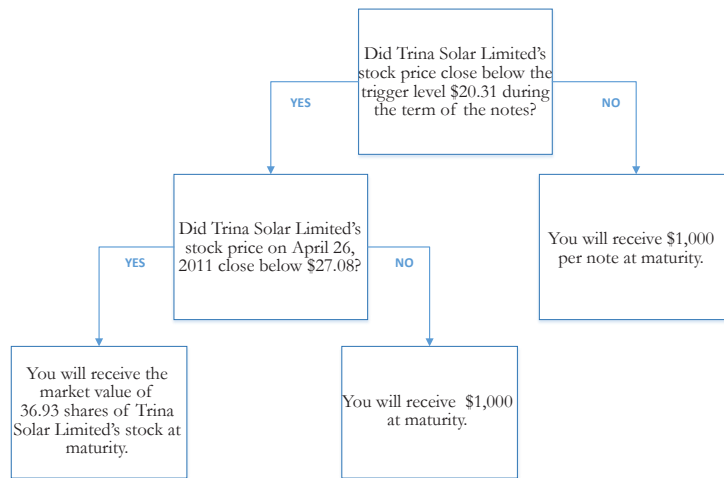 Did Trina Solar Limited's
stock price close below the
trigger level $20.31 during
the term of the notes?
YES
NO
Did Trina Solar Limited's
stock price on April 26,
2011 close below $27.08?
You will receive $1,000
per note at maturity.
YES
NO
You will receive the
market value of
36.93 shares of Trina
Solar Limited's stock at
maturity.
You will receive $1,000
at maturity.